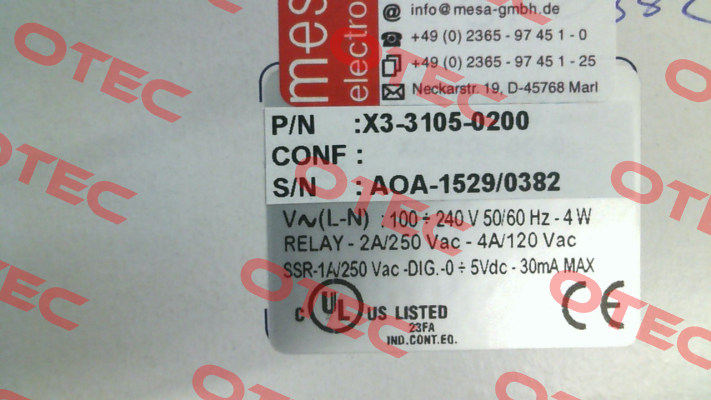 mesa
electro
@ info@mesa-gmbh.de
+49 (0) 2365 - 97 45 1 - 0
+49 (0) 2365 - 97 45 1 - 25
Neckarstr. 19, D-45768 Marl
P/N :X3-3105-0200
CONF :
S/N : AOA-1529/0382
V~(L-N) : 100 ÷ 240 V 50/60 Hz - 4 W
RELAY - 2A/250 Vac - 4A/120 Vac
SSR-1A/250 Vac -DIG.-0 ÷ 5Vdc - 30mA MAX
C UL US LISTED
23FA
IND.CONT.EQ.
CE
OTEC
OTEC
OTEC
OTEC
OTEC
OTEC
OTEC
OTEC
OTEC
OTEC
OTEC